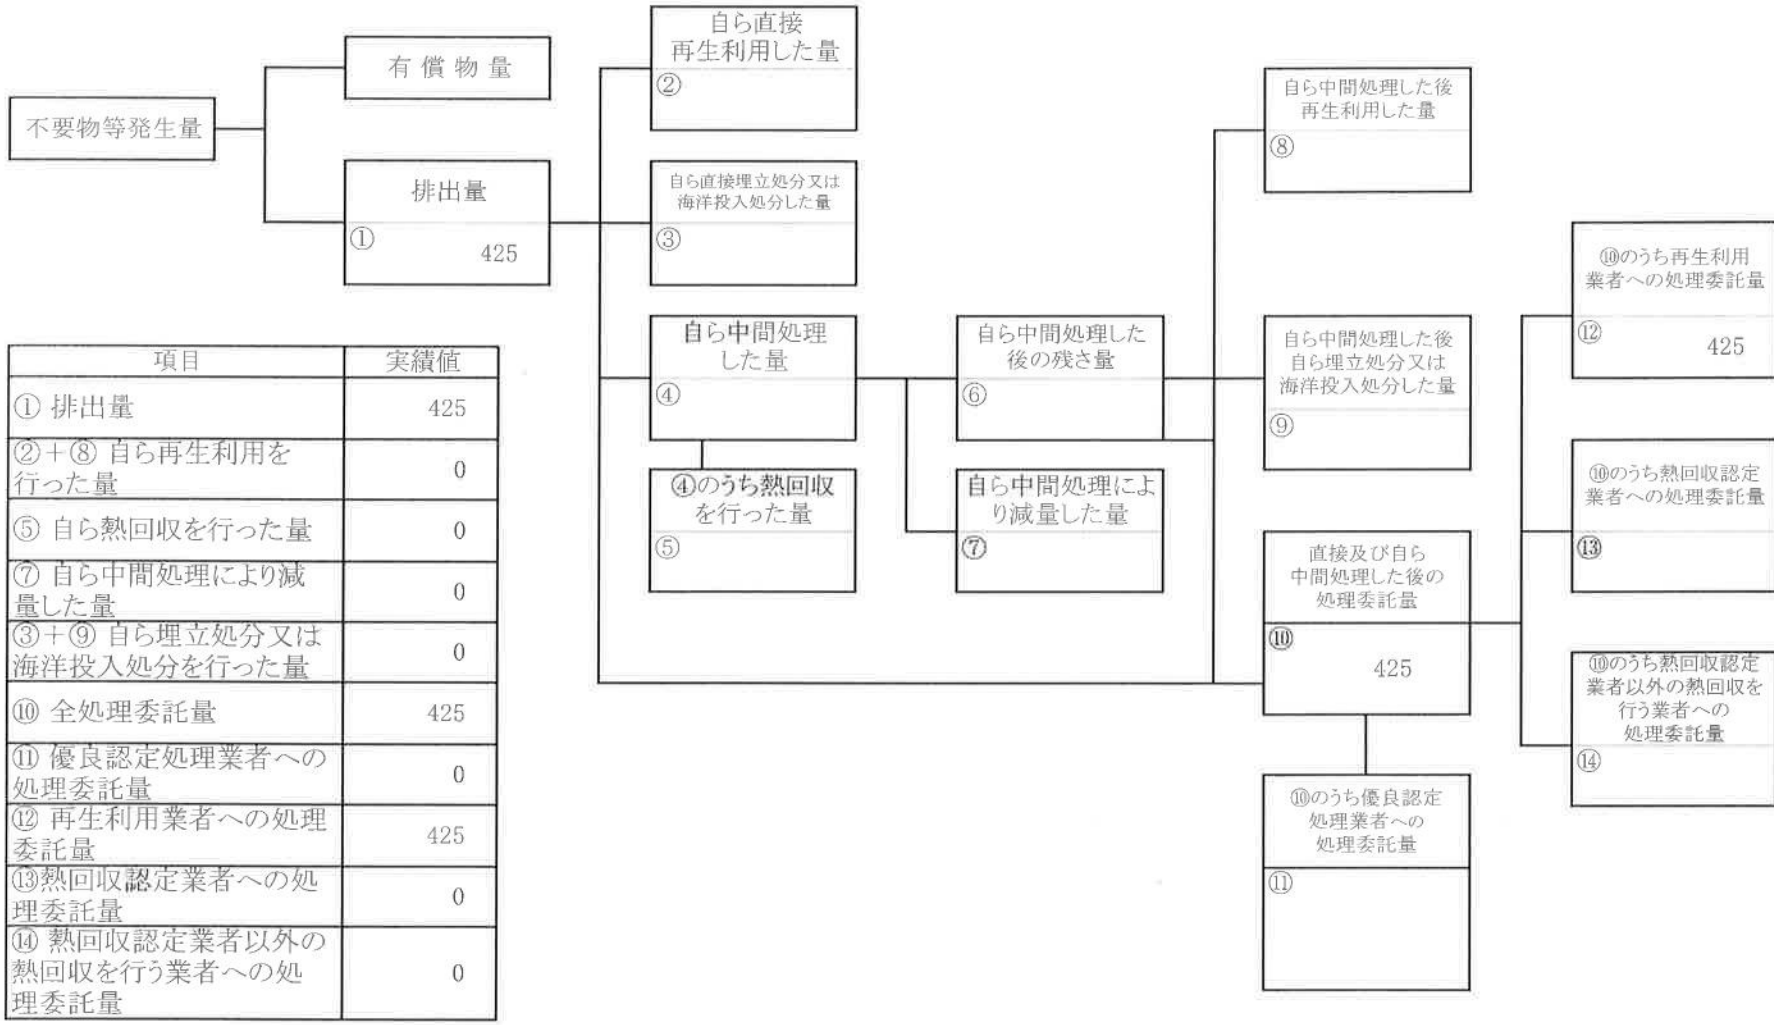 不要物等発生量
有償物量
排出量
①
425
自ら直接
再生利用した量
②
自ら直接埋立処分又は
海洋投入処分した量
③
自ら中間処理
した量
④
④のうち熱回収
を行った量
⑤
自ら中間処理した
後の残さ量
⑥
自ら中間処理によ
り減量した量
⑦
自ら中間処理した後
再生利用した量
⑧
自ら中間処理した後
自ら埋立処分又は
海洋投入処分した量
⑨
直接及び自ら
中間処理した後の
処理委託量
⑩
425
⑩のうち優良認定
処理業者への
処理委託量
⑪
⑩のうち再生利用
業者への処理委託量
⑫
425
⑩のうち熱回収認定
業者への処理委託量
⑬
⑩のうち熱回収認定
業者以外の熱回収を
行う業者への
処理委託量
⑭
項目 実績値
① 排出量 425
②+⑧ 自ら再生利用を
行った量 0
⑤ 自ら熱回収を行った量 0
⑦ 自ら中間処理により減
量した量 0
③+⑨ 自ら埋立処分又は
海洋投入処分を行った量 0
⑩ 全処理委託量 425
⑪ 優良認定処理業者への
処理委託量 0
⑫ 再生利用業者への処理
委託量 425
⑬熱回収認定業者への処
理委託量 0
⑭ 熱回収認定業者以外の
熱回収を行う業者への処
理委託量 0